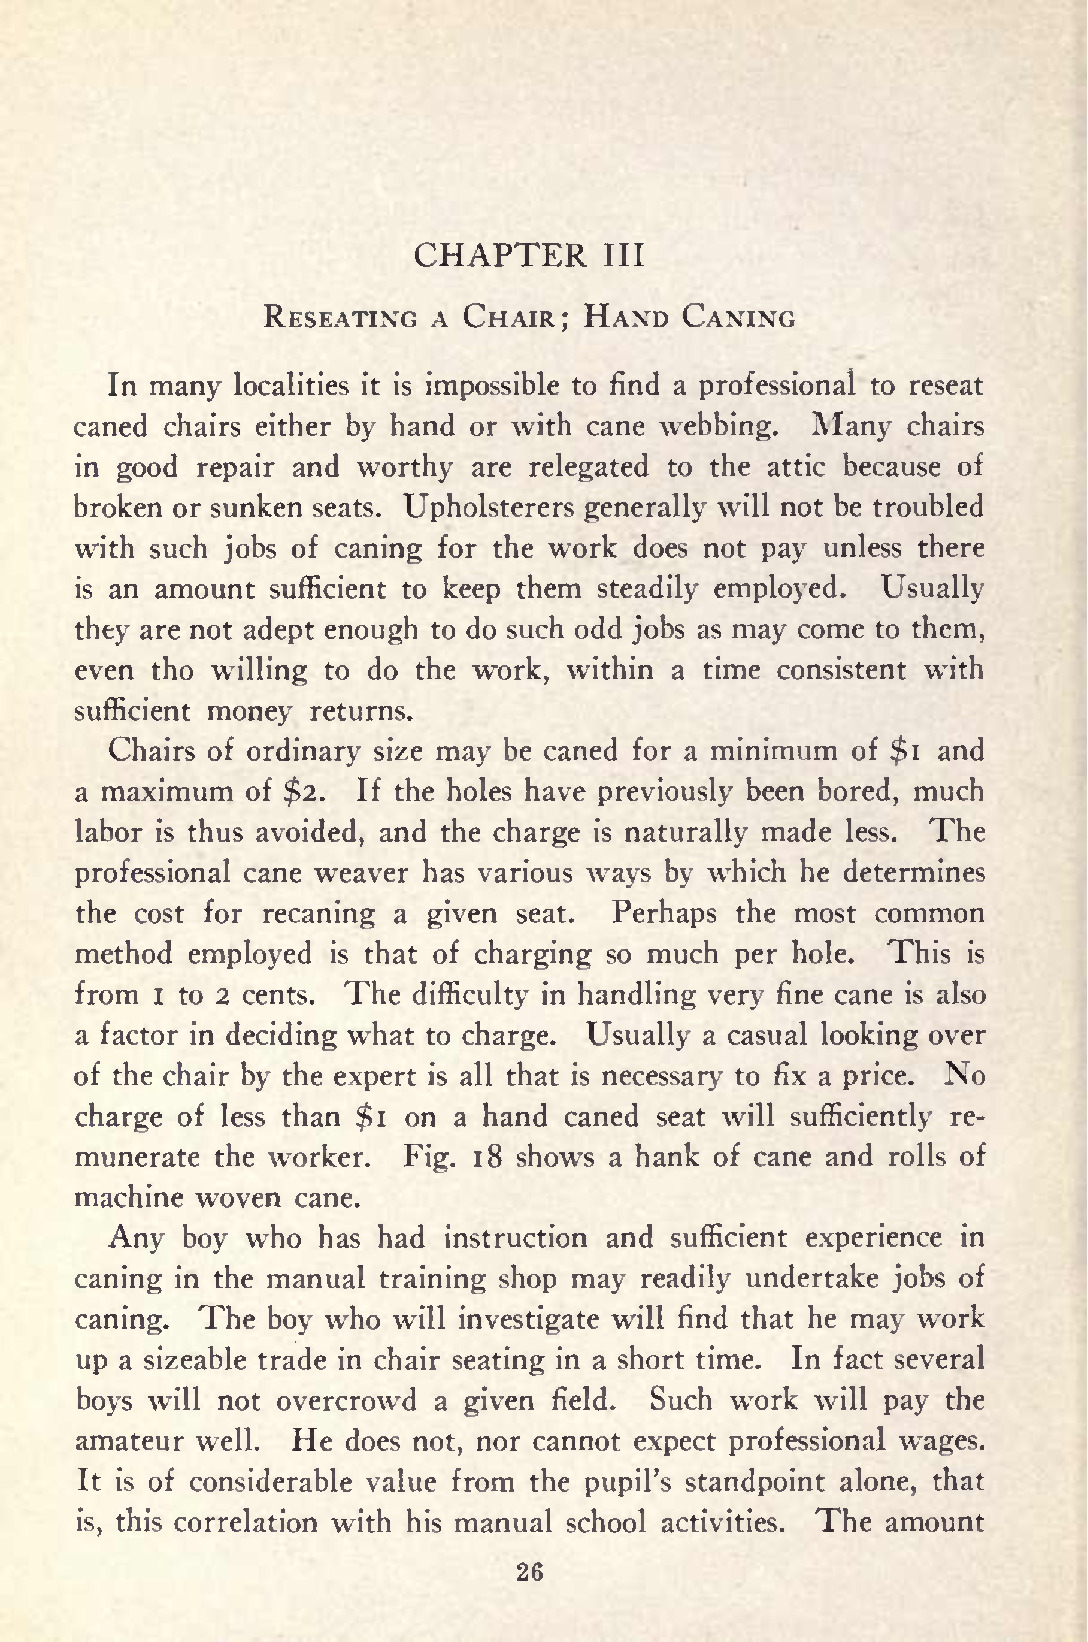 CHAPTER III
Reseating a Chair; Hand Caning
In many localities it is impossible to find a professional to reseat
caned chairs either by hand or with cane webbing. Many chairs
in good repair and worthy are relegated to the attic because of
broken or sunken seats. Upholsterers generally will not be troubled
with such jobs of caning for the work does not pay unless there
is an amount sufficient to keep them steadily employed. Usually
they are not adept enough to do such odd jobs as may come to them,
even tho willing to do the work, within a time consistent with
sufficient money returns.
Chairs of ordinary size may be caned for a minimum of $1 and
a maximum of $2. If the holes have previously been bored, much
labor is thus avoided, and the charge is naturally made less. The
professional cane weaver has various ways by which he determines
the cost for recaning a given seat. Perhaps the most common
method employed is that of charging so much per hole. This is
from 1 to 2 cents. The difficulty in handling very fine cane is also
a factor in deciding what to charge. Usually a casual looking over
of the chair by the expert is all that is necessary to fix a price. No
charge of less than $1 on a hand caned seat will sufficiently re-
munerate the worker. Fig. 18 shows a hank of cane and rolls of
machine woven cane.
Any boy who has had instruction and sufficient experience in
caning in the manual training shop may readily undertake jobs of
caning. The boy who will investigate will find that he may work
up a sizeable trade in chair seating in a short time. In fact several
boys will not overcrowd a given field. Such work will pay the
amateur well. He does not, nor cannot expect professional wages.
It is of considerable value from the pupil's standpoint alone, that
is, this correlation with his manual school activities. The amount
26